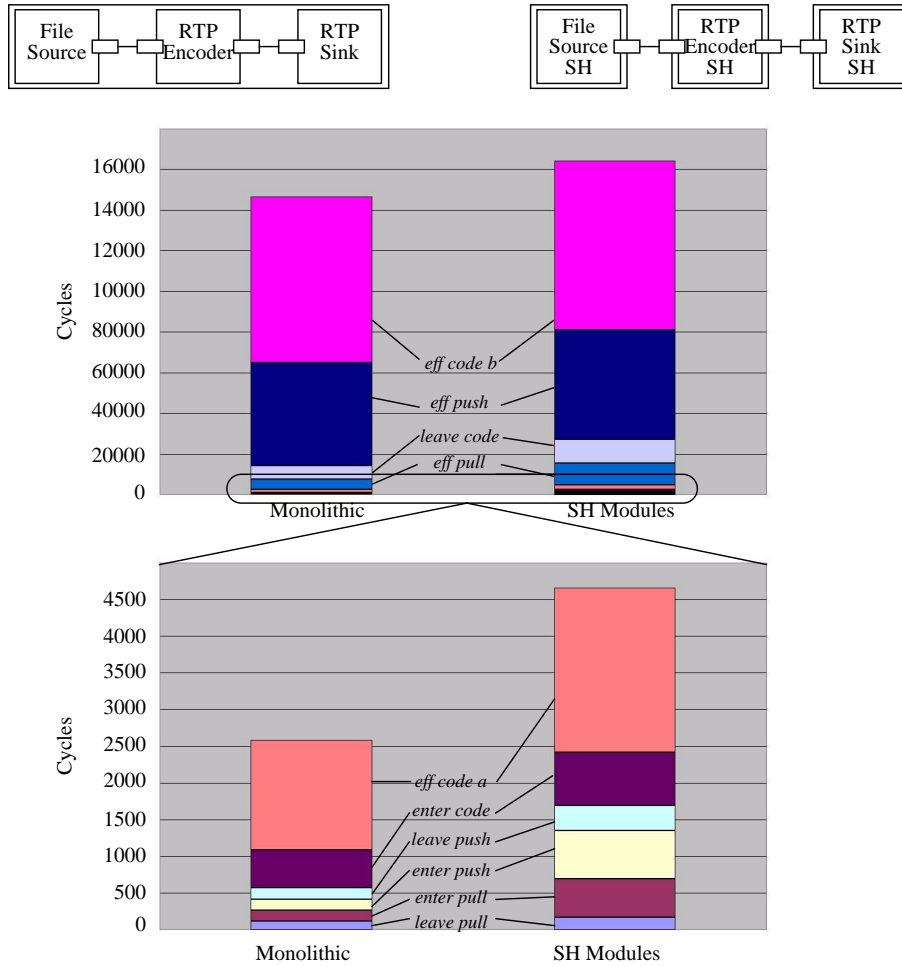 File
Source
RTP
Encoder
RTP
Sink
File
Source
SH
RTP
Encoder
SH
RTP
Sink
SH
16000
14000
12000
10000
80000
60000
40000
20000
0
Cycles
eff code b
eff push
leave code
eff pull
Monolithic
SH Modules
4500
4000
3500
3000
2500
2000
1500
1000
500
0
Cycles
eff code a
enter code
leave push
enter push
enter pull
leave pull
Monolithic
SH Modules